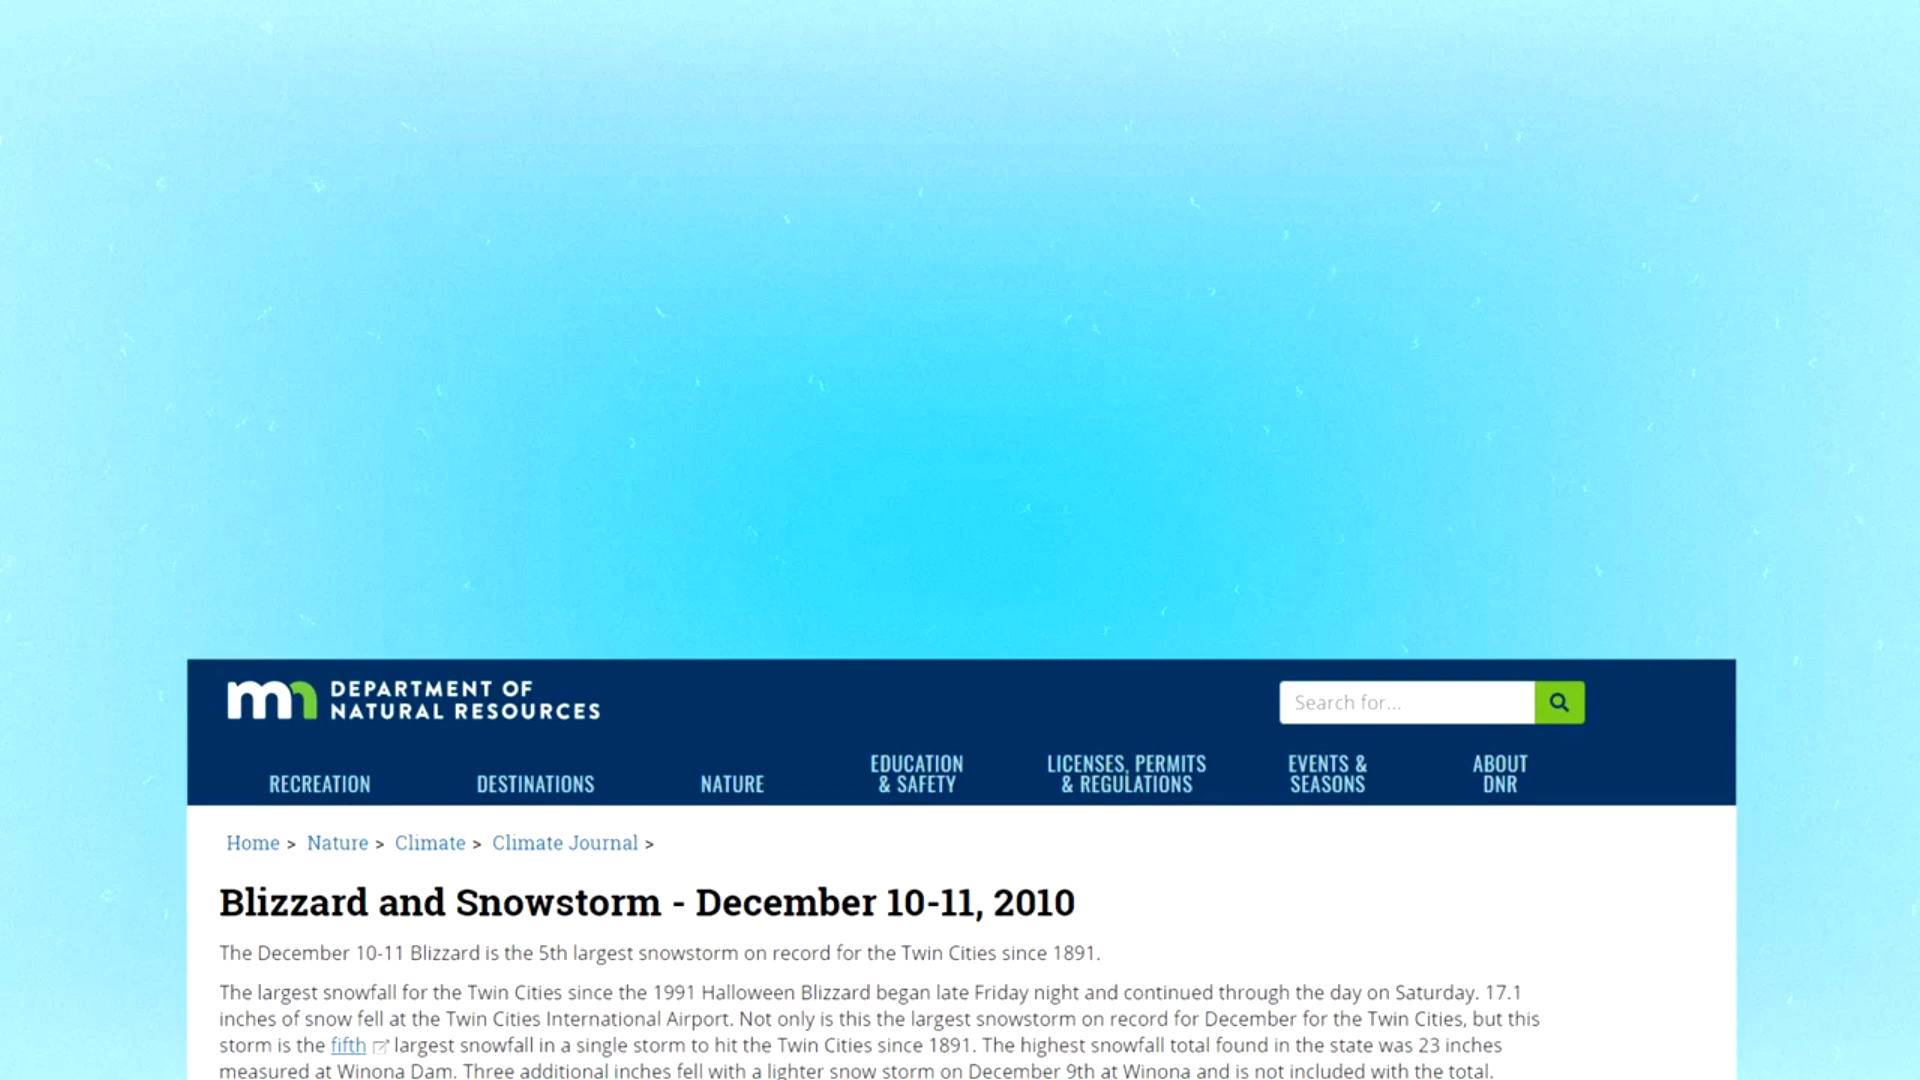 mn DEPARTMENT OF
NATURAL RESOURCES
Search for...
RECREATION DESTINATIONS NATURE EDUCATION & SAFETY LICENSES, PERMITS & REGULATIONS EVENTS & SEASONS ABOUT DNR
Home > Nature > Climate > Climate Journal >
Blizzard and Snowstorm - December 10-11, 2010
The December 10-11 Blizzard is the 5th largest snowstorm on record for the Twin Cities since 1891.
The largest snowfall for the Twin Cities since the 1991 Halloween Blizzard began late Friday night and continued through the day on Saturday. 17.1
inches of snow fell at the Twin Cities International Airport. Not only is this the largest snowstorm on record for December for the Twin Cities, but this
storm is the fifth largest snowfall in a single storm to hit the Twin Cities since 1891. The highest snowfall total found in the state was 23 inches
measured at Winona Dam. Three additional inches fell with a lighter snow storm on December 9th at Winona and is not included with the total.